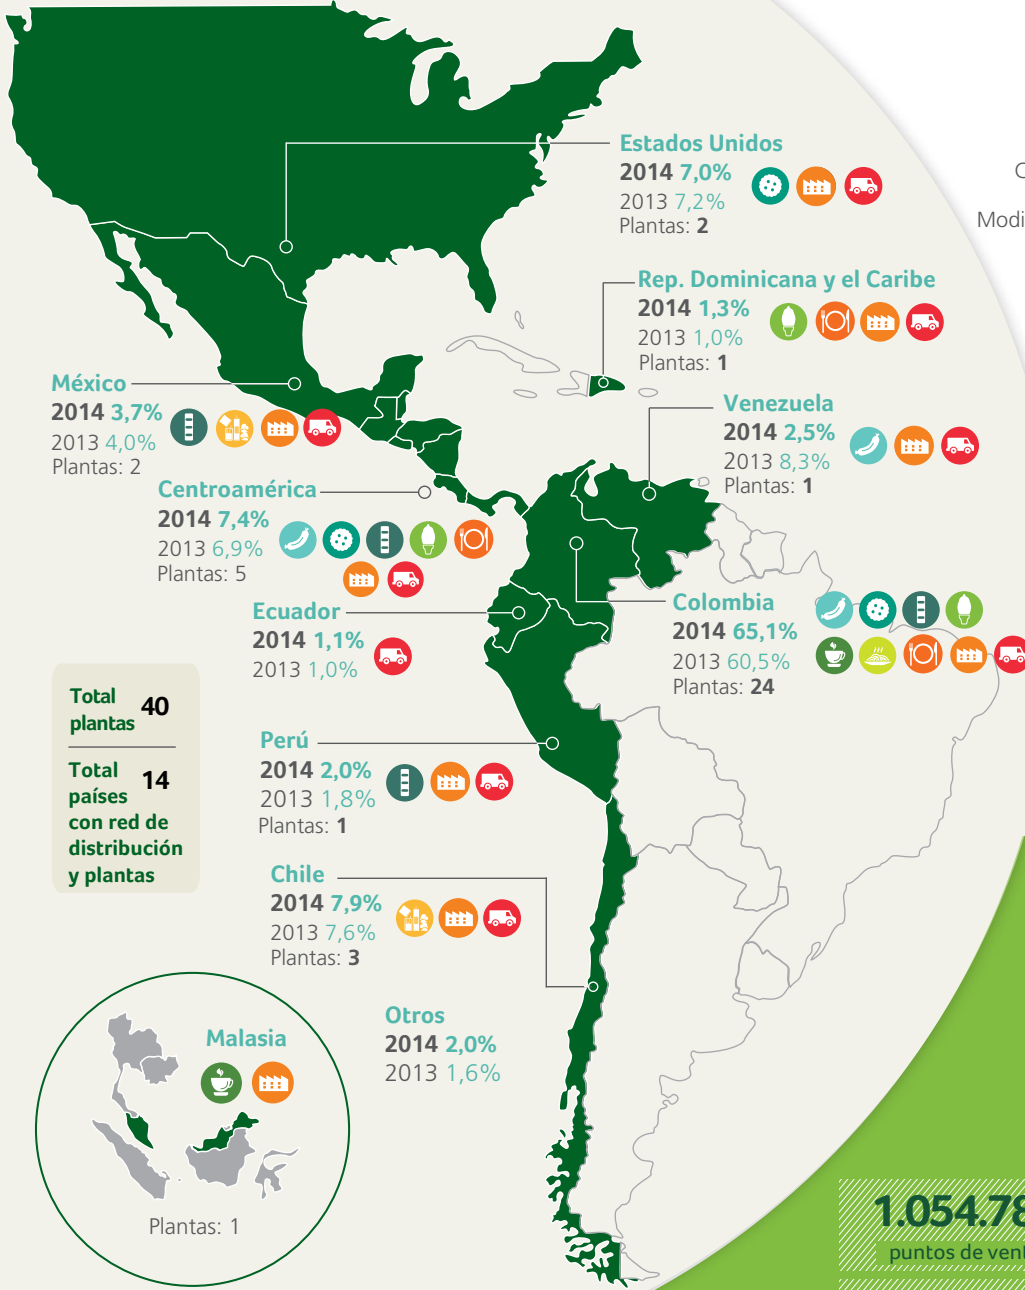 Estados Unidos
2014 7,0%
2013 7,2%
Plantas: 2
Rep. Dominicana y el Caribe
2014 1,3%
2013 1,0%
Plantas: 1
México
2014 3,7%
2013 4,0%
Plantas: 2
Venezuela
2014 2,5%
2013 8,3%
Plantas: 1
Centroamérica
2014 7,4%
2013 6,9%
Plantas: 5
Ecuador
2014 1,1%
2013 1,0%
Colombia
2014 65,1%
2013 60,5%
Plantas: 24
Total
plantas 40
Total
países 14
con red de
distribución
y plantas
Perú
2014 2,0%
2013 1,8%
Plantas: 1
Chile
2014 7,9%
2013 7,6%
Plantas: 3
Otros
2014 2,0%
2013 1,6%
Malasia
Plantas: 1
puntos de